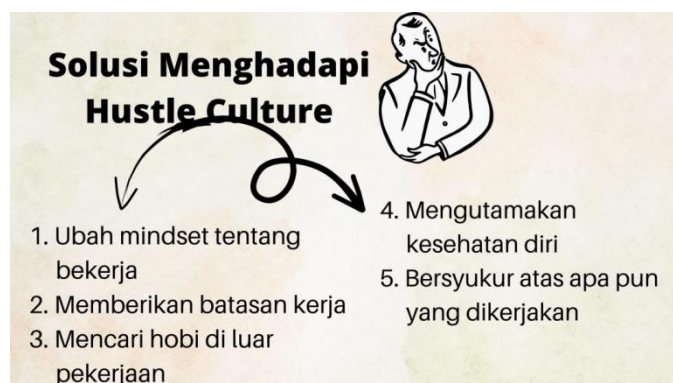 Solusi Menghadapi
Hustle Culture
1. Ubah mindset tentang
bekerja
2. Memberikan batasan kerja
3. Mencari hobi di luar
pekerjaan
4. Mengutamakan
kesehatan diri
5. Bersyukur atas apa pun
yang dikerjakan